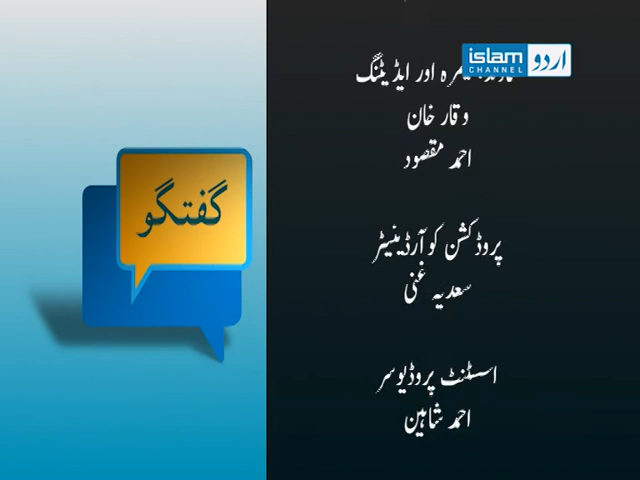 islam
CHANNEL
اردو
اور ایڈیٹنگ
وقار خان
احمد مقصود
گفتگو
پروڈکشن کوآرڈینیٹر
سعدیہ غنی
اسسٹنٹ پروڈیوسر
احمد شاہین